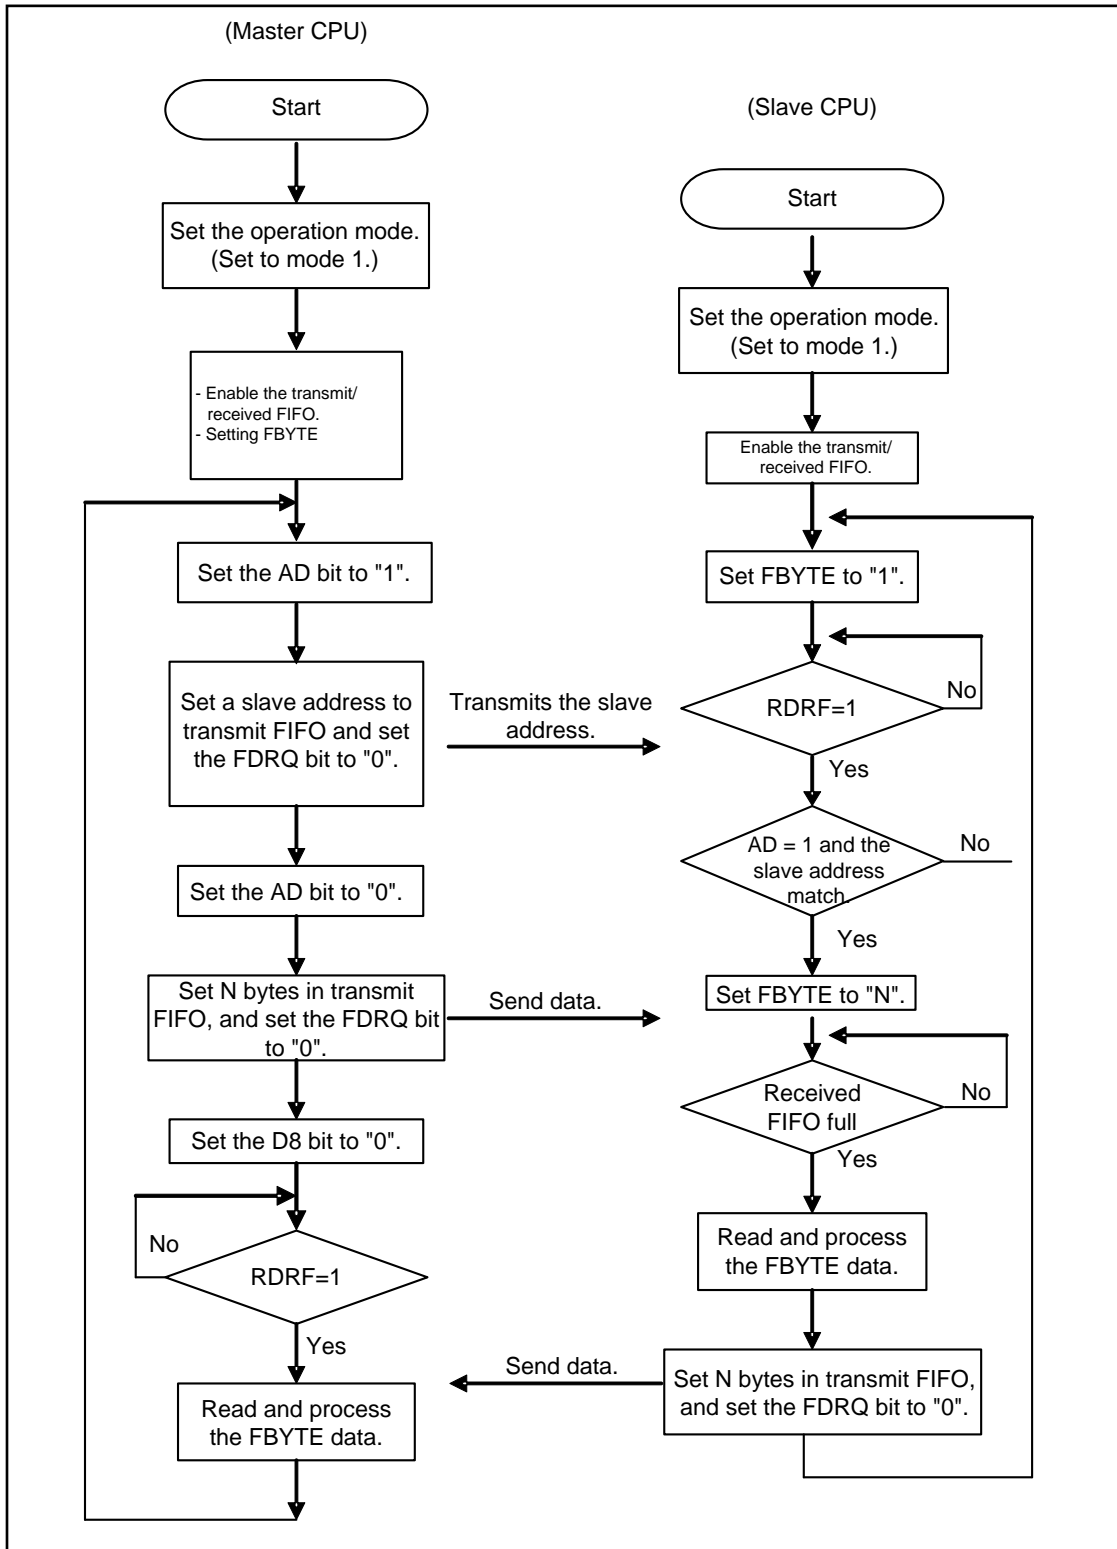 (Master CPU)
Start
Set the operation mode.
(Set to mode 1.)
- Enable the transmit/
received FIFO.
- Setting FBYTE
Set the AD bit to "1".
Set a slave address to
transmit FIFO and set
the FDRQ bit to "0".
Transmits the slave
address.
Set the AD bit to "0".
Set N bytes in transmit
FIFO, and set the FDRQ bit
to "0".
Send data.
Set the D8 bit to "0".
No
RDRF=1
Yes
Read and process
the FBYTE data.
(Slave CPU)
Start
Set the operation mode.
(Set to mode 1.)
Enable the transmit/
received FIFO.
Set FBYTE to "1".
RDRF=1
No
Yes
AD = 1 and the
slave address
match.
No
Yes
Set FBYTE to "N".
Received
FIFO full
No
Yes
Read and process
the FBYTE data.
Send data.
Set N bytes in transmit FIFO,
and set the FDRQ bit to "0".